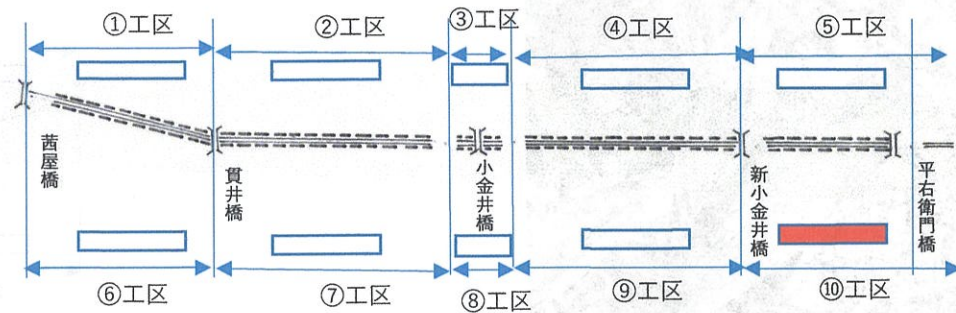 ①工区
②工区
③工区
④工区
⑤工区
茜屋橋
貫井橋
小金井橋
新小金井橋
平右衛門橋
⑥工区
⑦工区
⑧工区
⑨工区
⑩工区